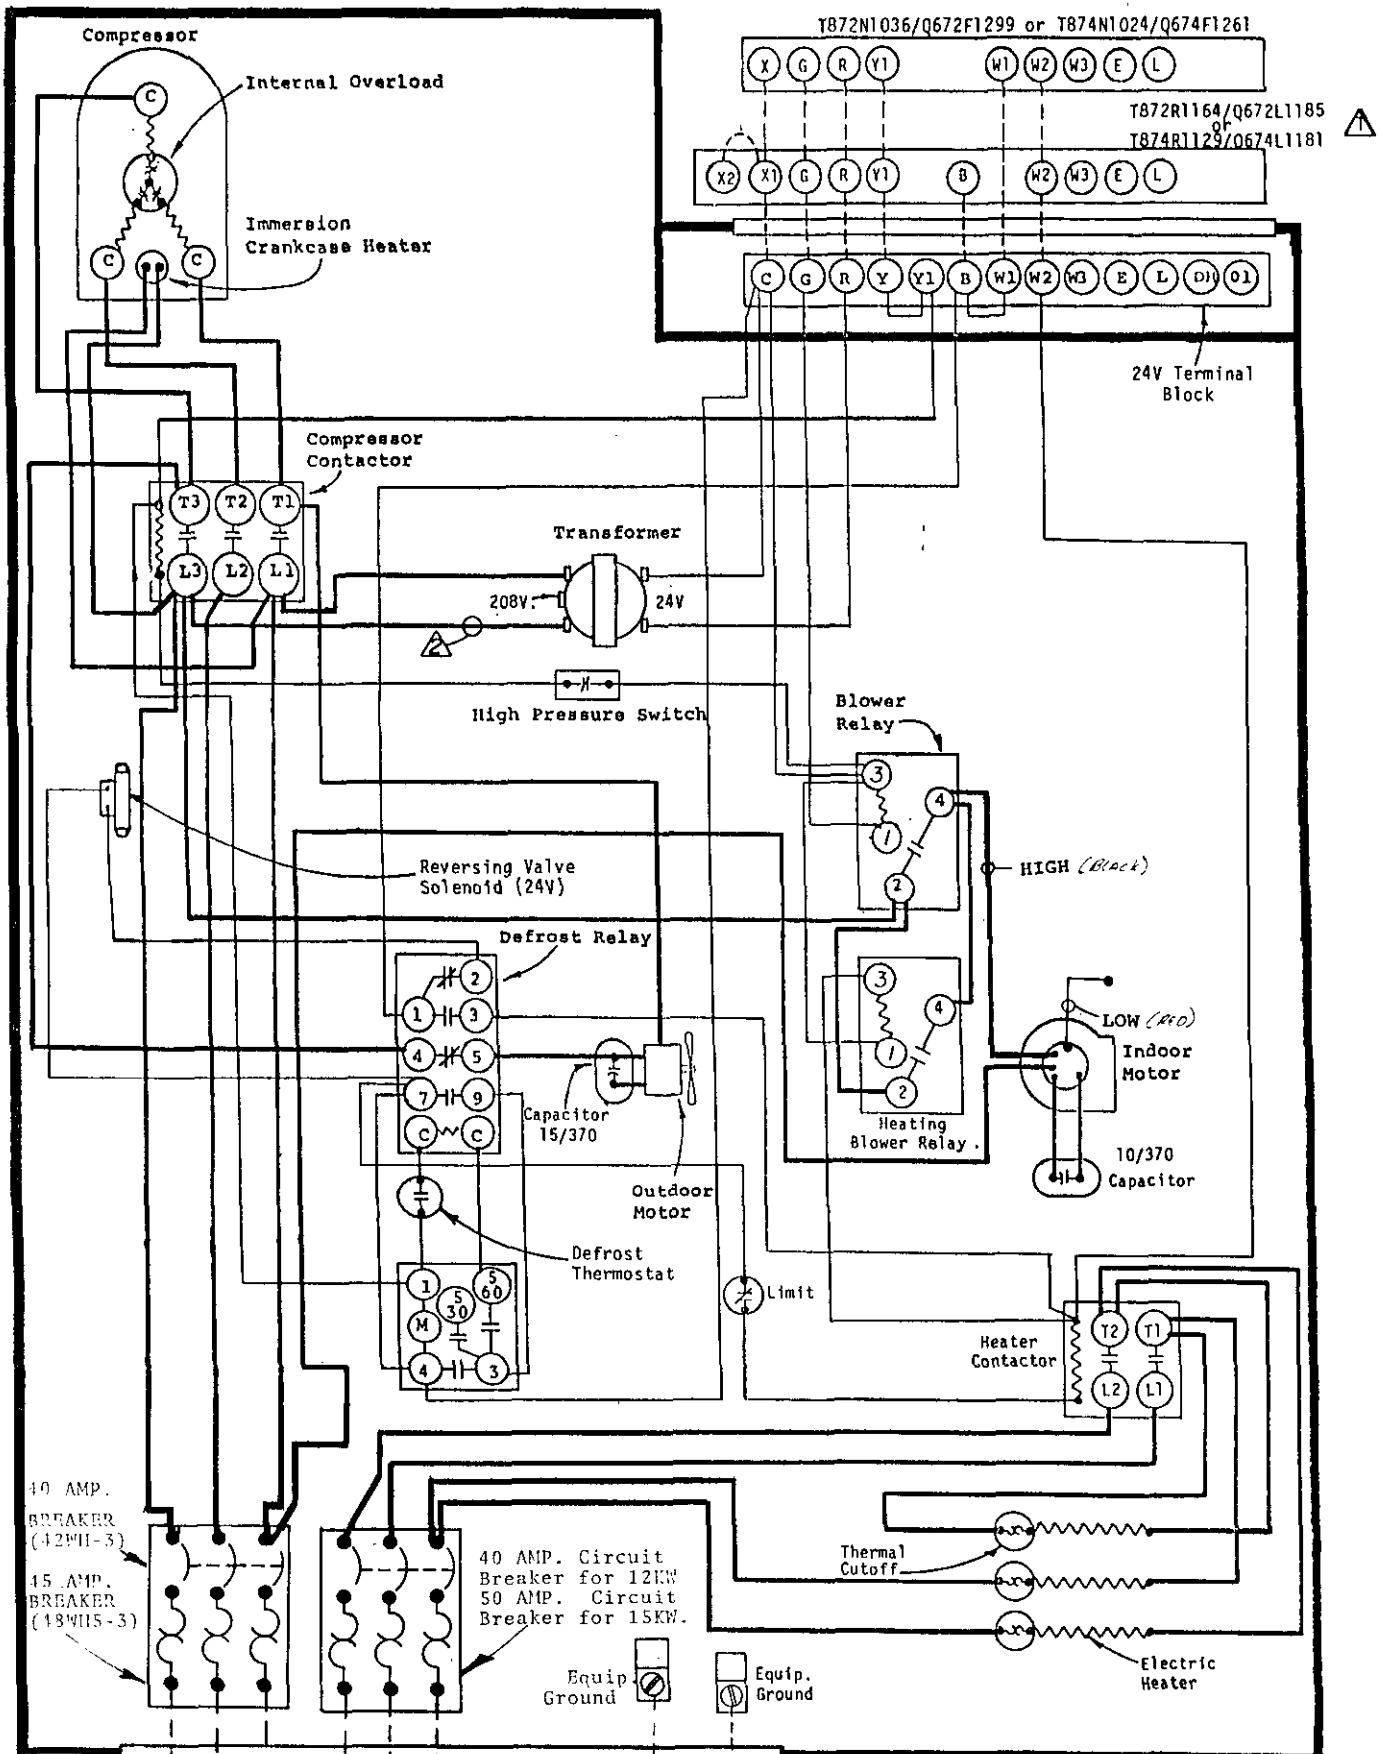 Compressor
Internal Overload
C
C
C
Immersion
Crankcase Heater
T872N1036/Q672F1299 or T874N1024/Q674F1261
X G R Y1 W1 W2 W3 E L
T872R1164/Q672L1185
or
T874R1129/Q674L1181
1
X2 X1 G R Y1 B W2 W3 E L
C G R Y Y1 B W1 W2 W3 E L DH O1
24V Terminal
Block
Compressor
Contactor
T3 T2 T1
L3 L2 L1
Transformer
208V.
24V
2
High Pressure Switch
Blower
Relay
3
4
1
2
HIGH (BLACK)
Reversing Valve
Solenoid (24V)
Defrost Relay
2
1 3
4 5
7 9
C C
Capacitor
15/370
Outdoor
Motor
3
4
1
2
Heating
Blower Relay.
LOW (RED)
Indoor
Motor
10/370
Capacitor
Defrost
Thermostat
1
S
60
S
30
M
4 3
Limit
Heater
Contactor
T2 T1
L2 L1
40 AMP.
BREAKER
(42WH-3)
45 AMP.
BREAKER
(48WHS-3)
40 AMP. Circuit
Breaker for 12KW
50 AMP. Circuit
Breaker for 15KW.
Thermal
Cutoff
Electric
Heater
Equip.
Ground
Equip.
Ground